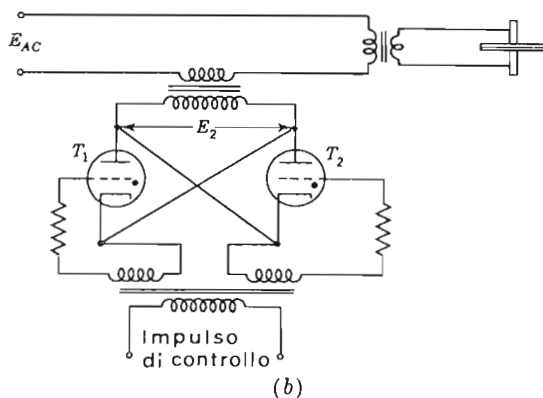 E_AC
E_2
T_1
T_2
Impulso
di controllo
(b)